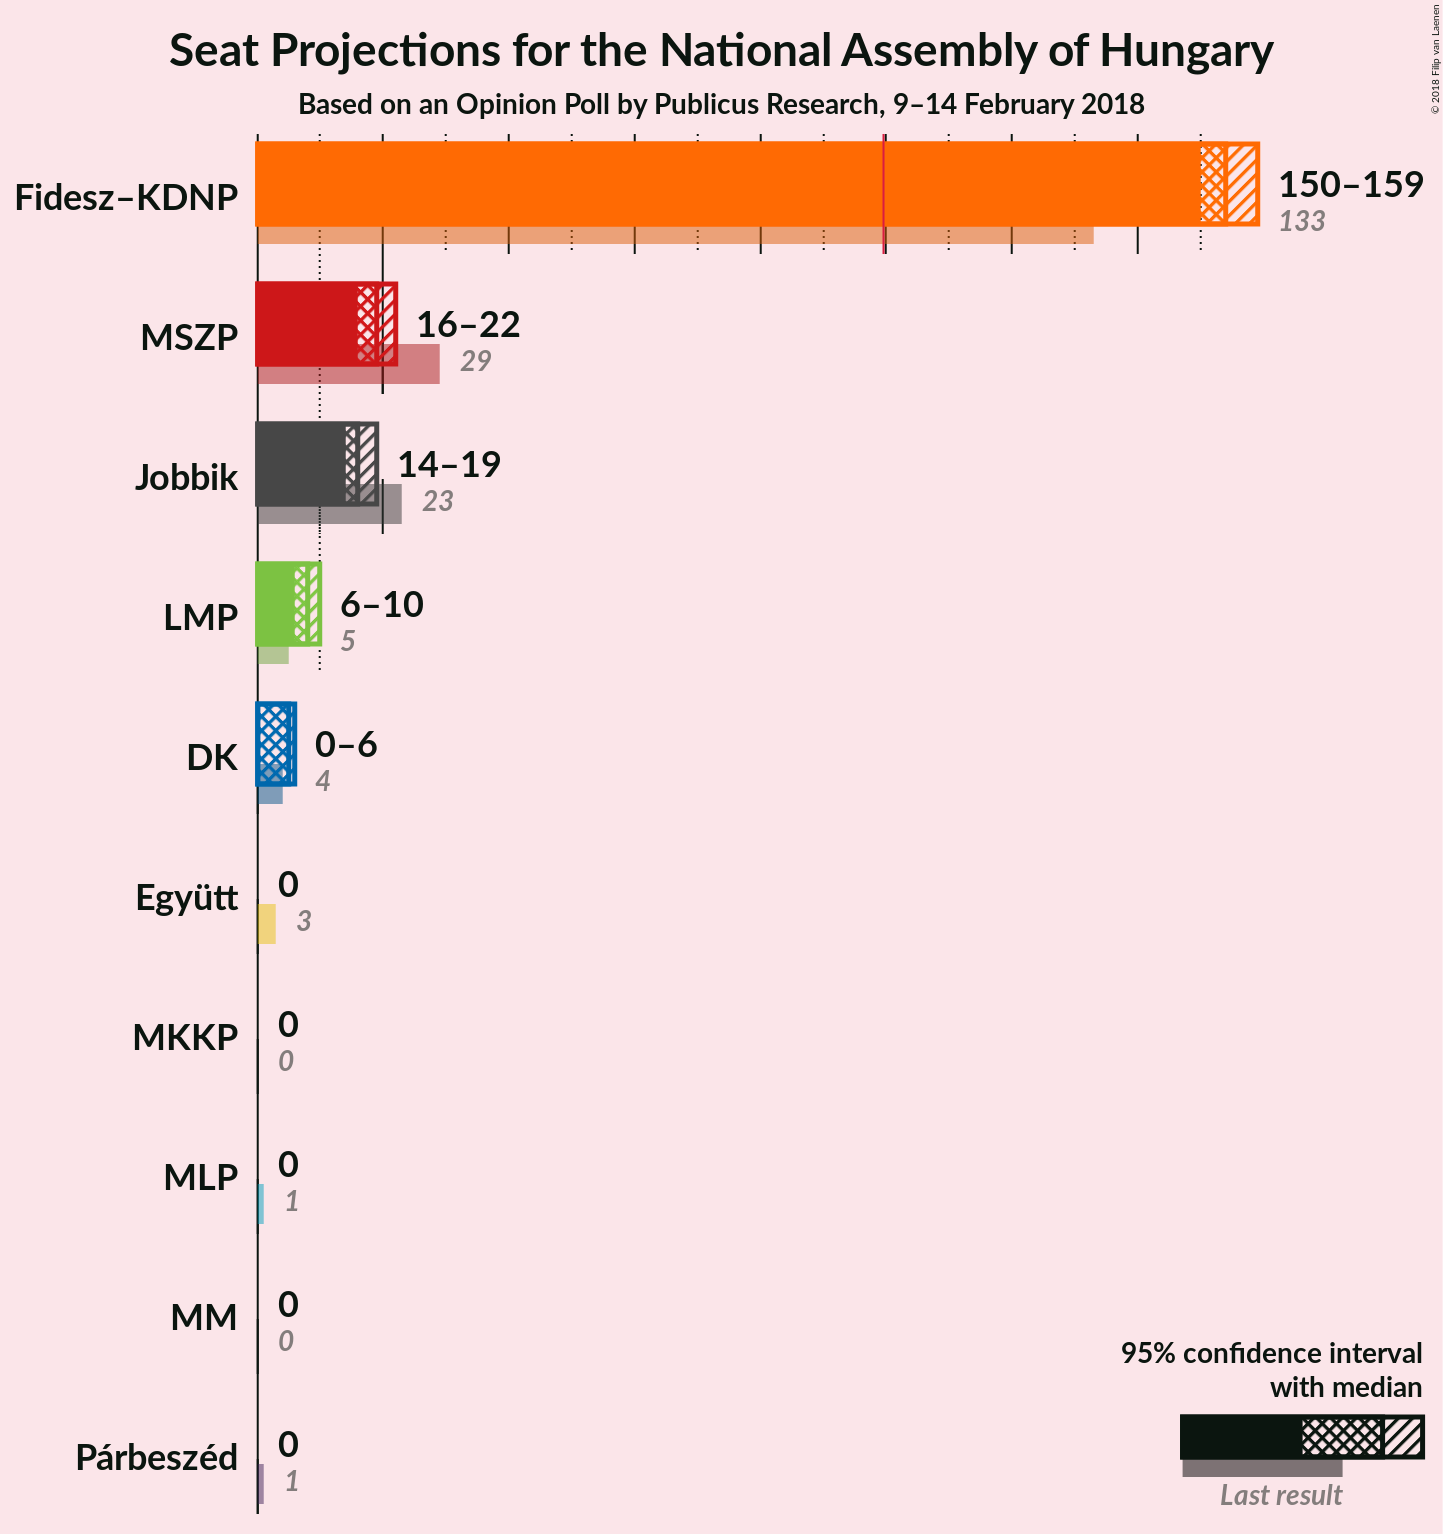 Seat Projections for the National Assembly of Hungary
Based on an Opinion Poll by Publicus Research, 9–14 February 2018
© 2018 Filip van Laenen
Fidesz–KDNP
150–159
133
MSZP
16–22
29
Jobbik
14–19
23
LMP
6–10
5
DK
0–6
4
Együtt
0
3
MKKP
0
0
MLP
0
1
MM
0
0
Párbeszéd
0
1
95% confidence interval
with median
Last result